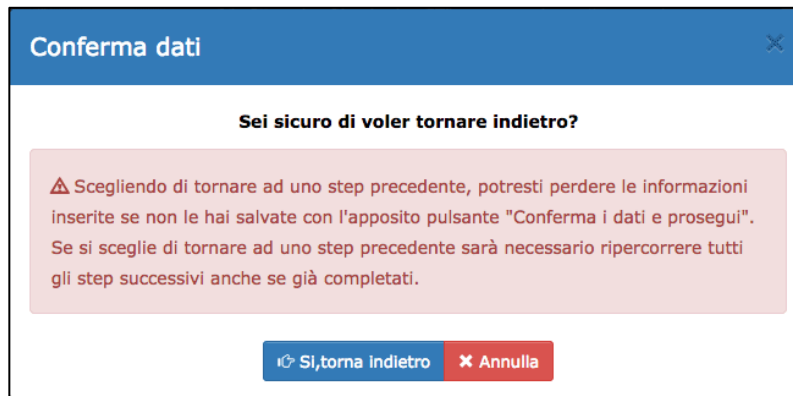 Conferma dati
Sei sicuro di voler tornare indietro?
Scegliendo di tornare ad uno step precedente, potresti perdere le informazioni
inserite se non le hai salvate con l'apposito pulsante "Conferma i dati e prosegui".
Se si sceglie di tornare ad uno step precedente sarà necessario ripercorrere tutti
gli step successivi anche se già completati.
Si,torna indietro
Annulla